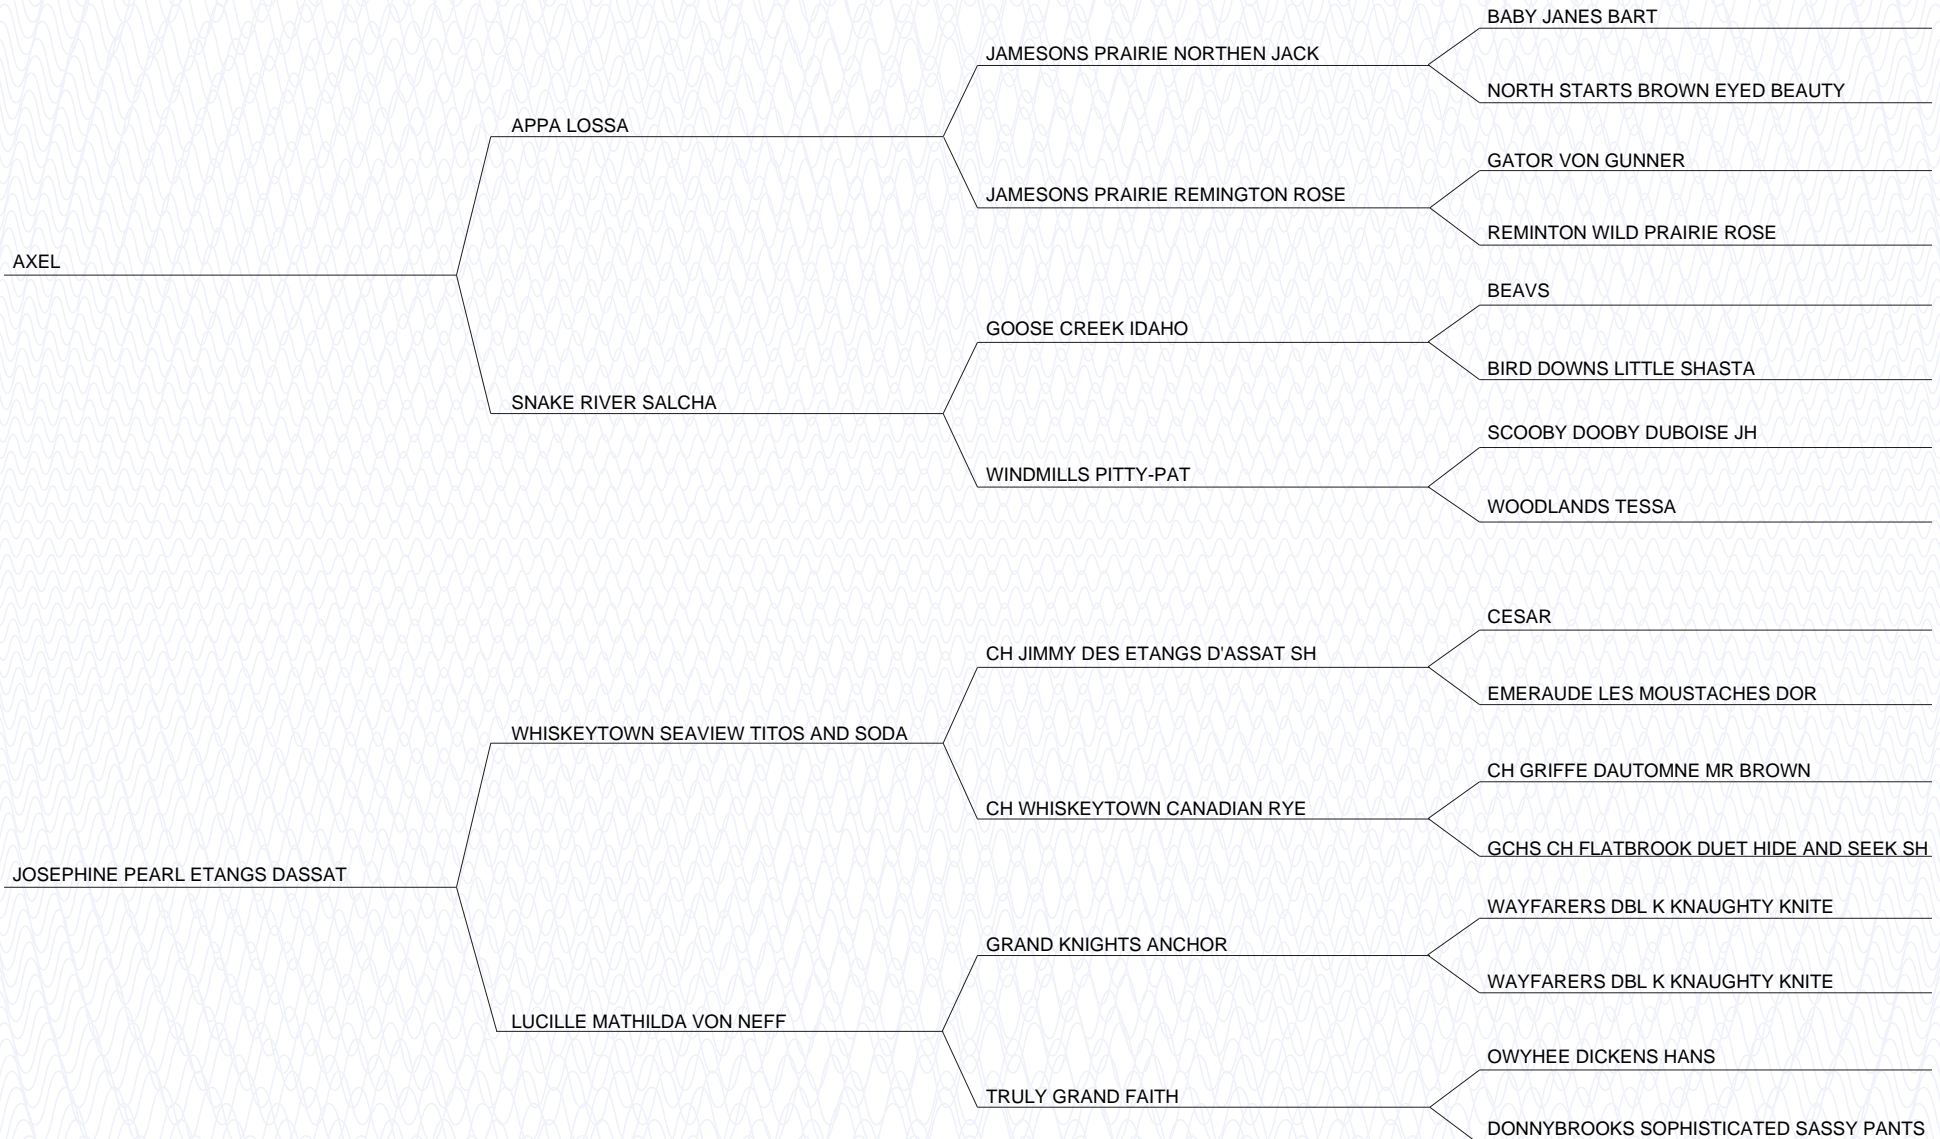 BABY JANES BART
JAMESONS PRAIRIE NORTHEN JACK
NORTH STARTS BROWN EYED BEAUTY
APPA LOSSA
GATOR VON GUNNER
JAMESONS PRAIRIE REMINGTON ROSE
REMINTON WILD PRAIRIE ROSE
AXEL
BEAVS
GOOSE CREEK IDAHO
BIRD DOWNS LITTLE SHASTA
SNAKE RIVER SALCHA
SCOOBY DOOBY DUBOISE JH
WINDMILLS PITTY-PAT
WOODLANDS TESSA
CESAR
CH JIMMY DES ETANGS D'ASSAT SH
EMERAUDE LES MOUSTACHES DOR
WHISKEYTOWN SEAVIEW TITOS AND SODA
CH GRIFFE DAUTOMNE MR BROWN
CH WHISKEYTOWN CANADIAN RYE
GCHS CH FLATBROOK DUET HIDE AND SEEK SH
JOSEPHINE PEARL ETANGS DASSAT
WAYFARERS DBL K KNAUGHTY KNITE
GRAND KNIGHTS ANCHOR
WAYFARERS DBL K KNAUGHTY KNITE
LUCILLE MATHILDA VON NEFF
OWYHEE DICKENS HANS
TRULY GRAND FAITH
DONNYBROOKS SOPHISTICATED SASSY PANTS